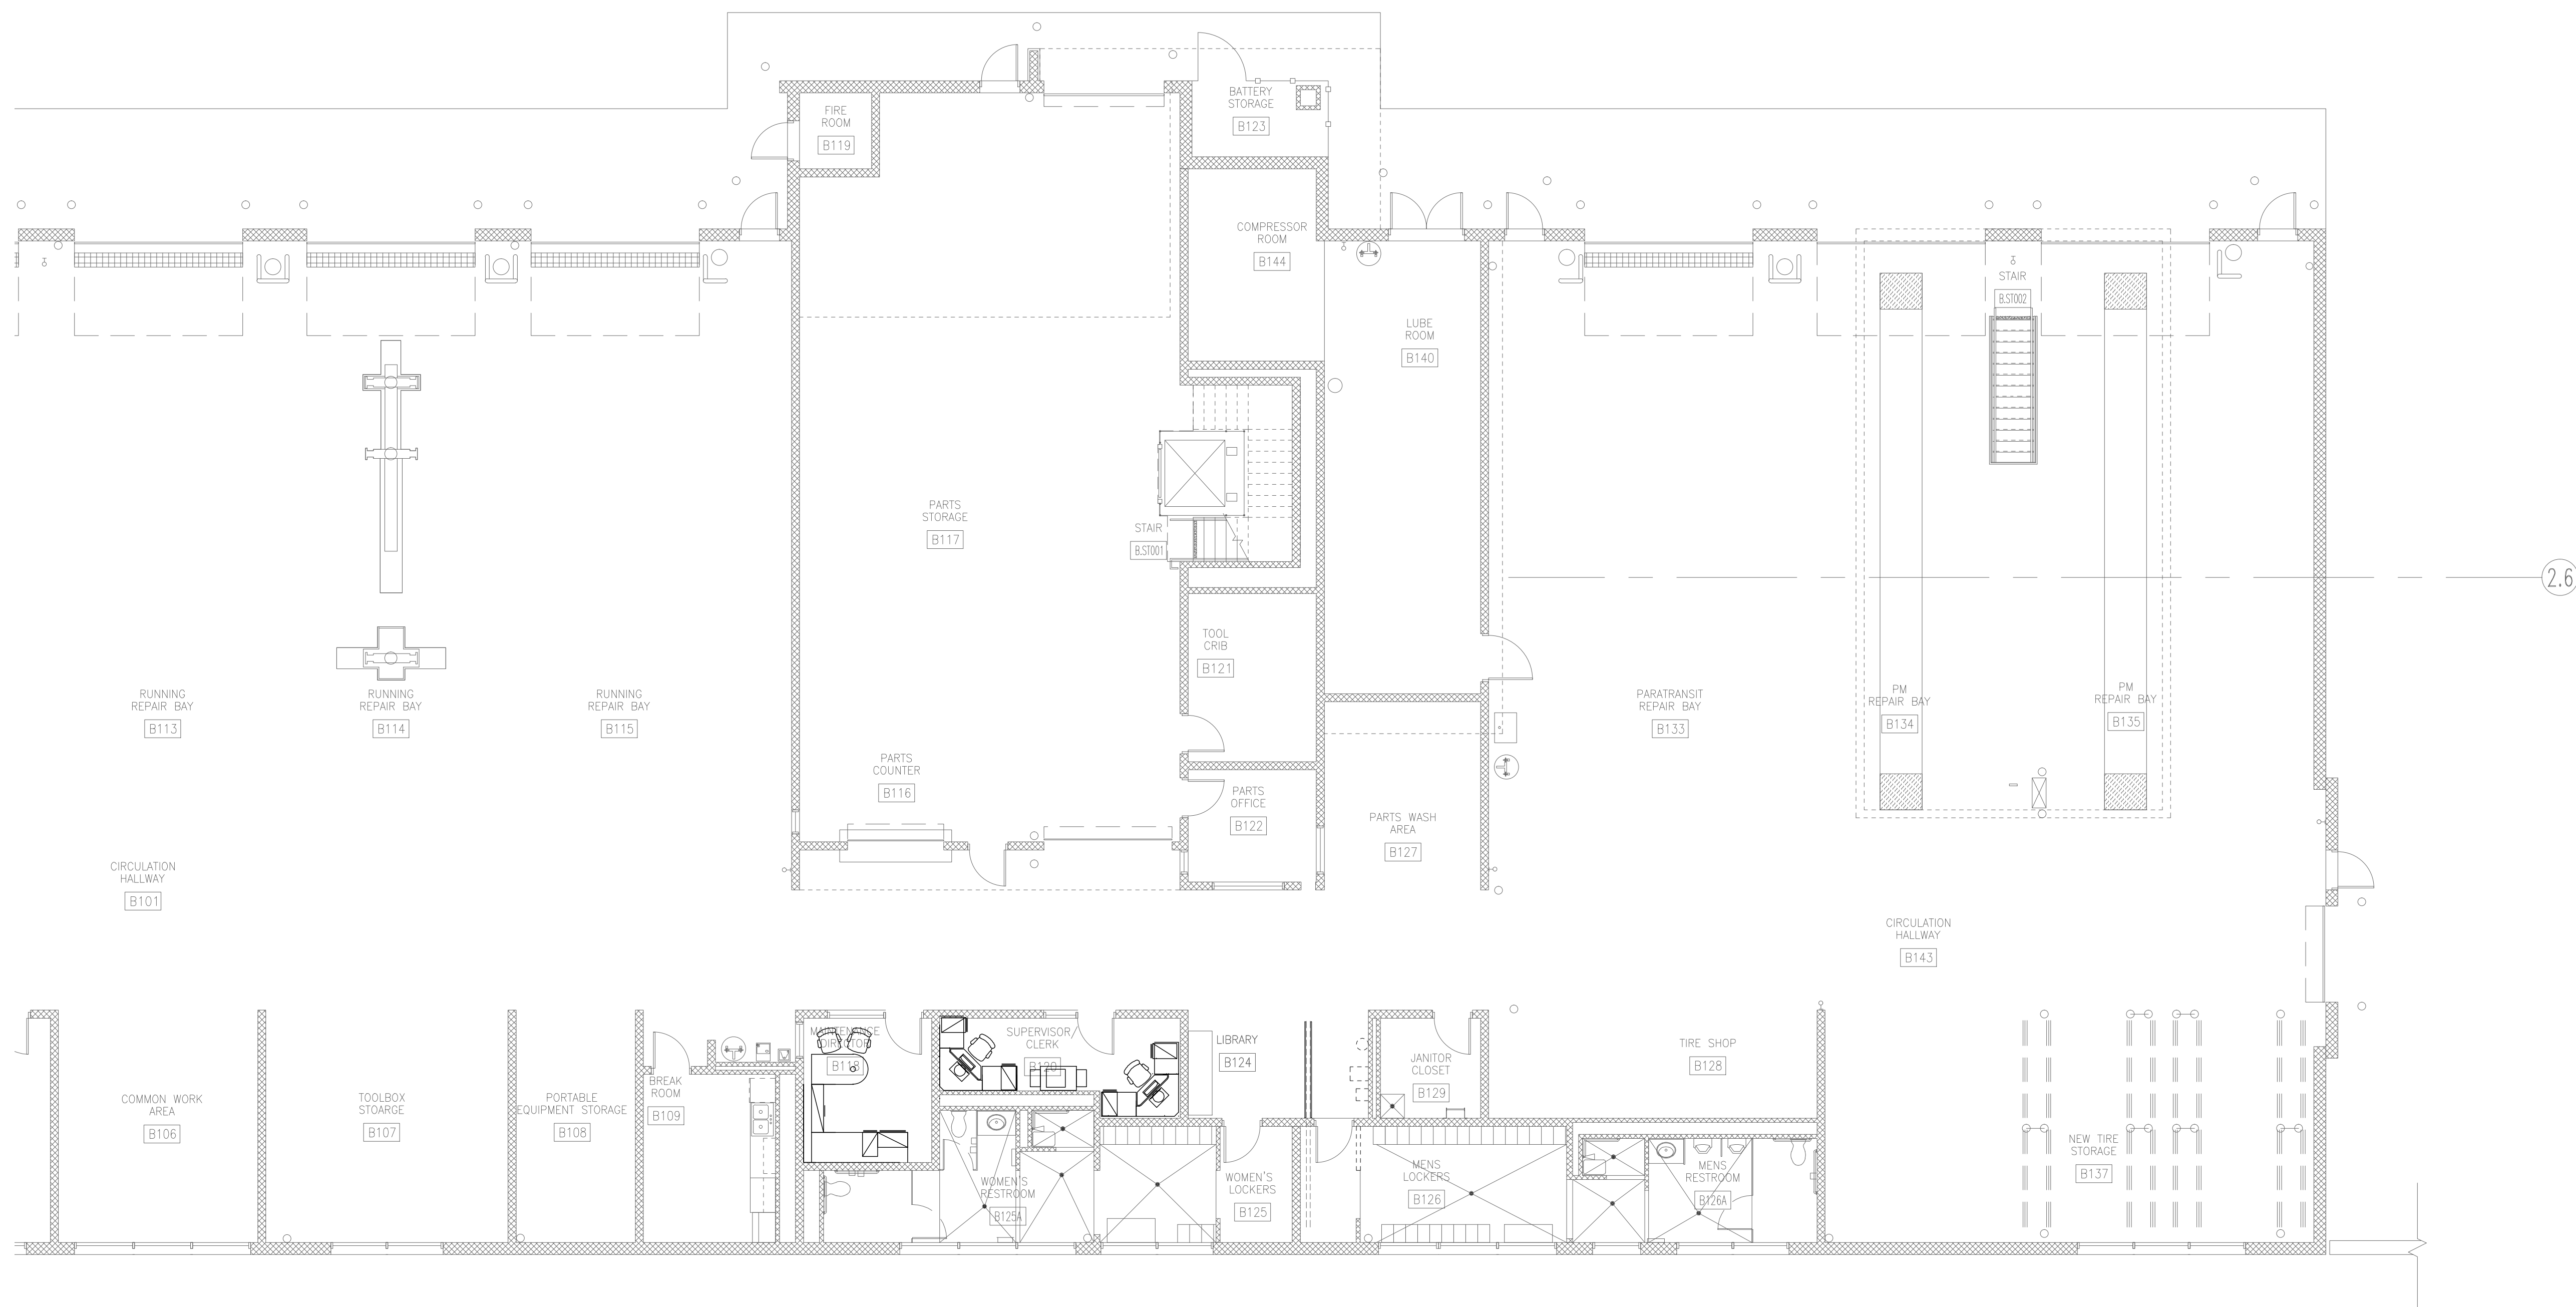 FIRE
ROOM
B119
BATTERY
STORAGE
B123
COMPRESSOR
ROOM
B144
STAIR
B.ST002
LUBE
ROOM
B140
PARTS
STORAGE
B117
STAIR
B.ST001
2.6
TOOL
CRIB
B121
RUNNING
REPAIR BAY
B113
RUNNING
REPAIR BAY
B114
RUNNING
REPAIR BAY
B115
PARATRANSIT
REPAIR BAY
B133
PM
REPAIR BAY
B134
PM
REPAIR BAY
B135
PARTS
COUNTER
B116
PARTS
OFFICE
B122
PARTS WASH
AREA
B127
CIRCULATION
HALLWAY
B101
CIRCULATION
HALLWAY
B143
MAINTENANCE
DIRECTOR
B118
SUPERVISOR/
CLERK
B120
LIBRARY
B124
JANITOR
CLOSET
B129
TIRE SHOP
B128
COMMON WORK
AREA
B106
TOOLBOX
STOARGE
B107
PORTABLE
EQUIPMENT STORAGE
B108
BREAK
ROOM
B109
WOMEN'S
RESTROOM
B125A
WOMEN'S
LOCKERS
B125
MENS
LOCKERS
B126
MENS
RESTROOM
B126A
NEW TIRE
STORAGE
B137